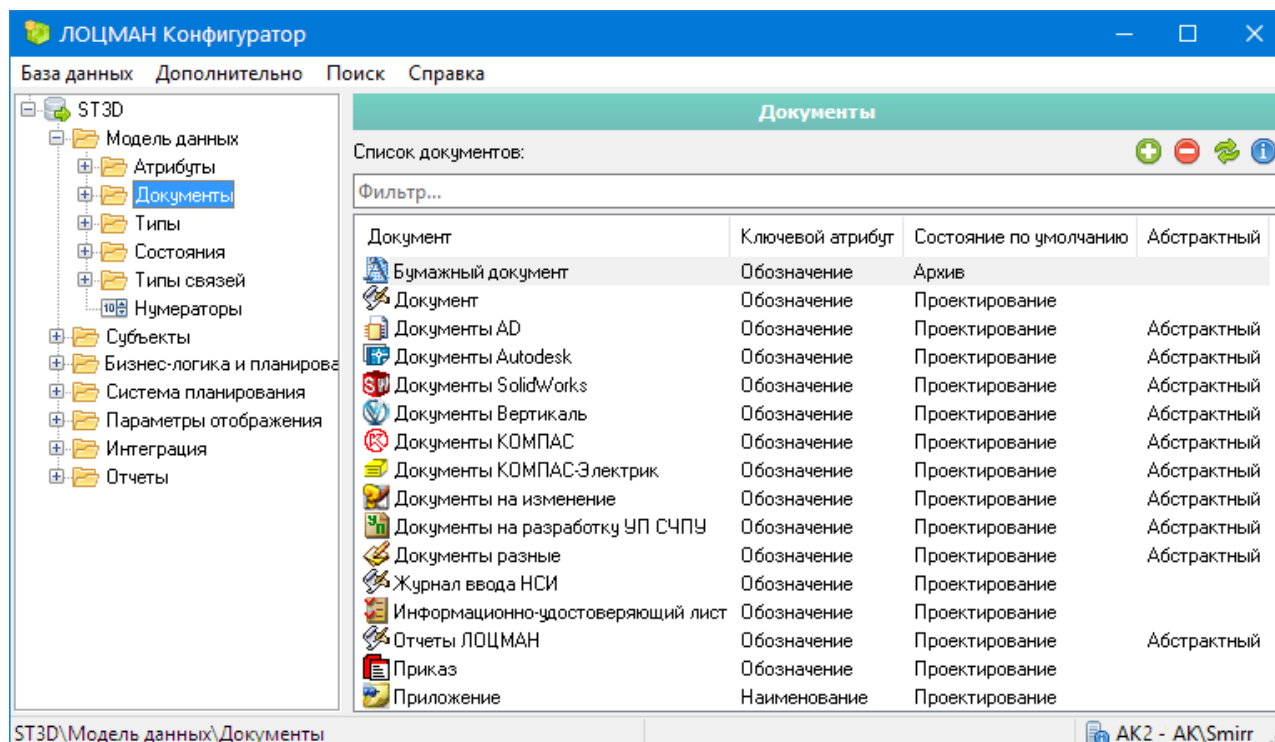 ЛОЦМАН Конфигуратор
База данных Дополнительно Поиск Справка
ST3D
Модель данных
Атрибуты
Документы
Типы
Состояния
Типы связей
Нумераторы
Субъекты
Бизнес-логика и планирова
Система планирования
Параметры отображения
Интеграция
Отчеты
Документы
Список документов:
Фильтр...
Документ Ключевой атрибут Состояние по умолчанию Абстрактный
Бумажный документ Обозначение Архив
Документ Обозначение Проектирование
Документы AD Обозначение Проектирование Абстрактный
Документы Autodesk Обозначение Проектирование Абстрактный
Документы SolidWorks Обозначение Проектирование Абстрактный
Документы Вертикаль Обозначение Проектирование Абстрактный
Документы КОМПАС Обозначение Проектирование Абстрактный
Документы КОМПАС-Электрик Обозначение Проектирование Абстрактный
Документы на изменение Обозначение Проектирование Абстрактный
Документы на разработку УП СЧПУ Обозначение Проектирование Абстрактный
Документы разные Обозначение Проектирование Абстрактный
Журнал ввода НСИ Обозначение Проектирование
Информационно-удостоверяющий лист Обозначение Проектирование
Отчеты ЛОЦМАН Обозначение Проектирование Абстрактный
Приказ Обозначение Проектирование
Приложение Наименование Проектирование
ST3D\Модель данных\Документы AK2 - AK\Smirr